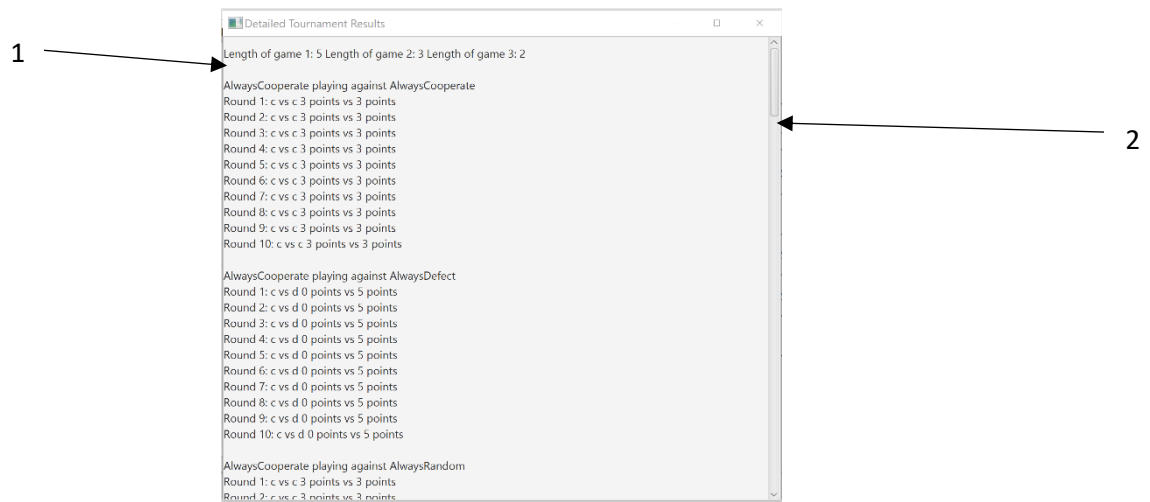 Detailed Tournament Results
1
Length of game 1: 5 Length of game 2: 3 Length of game 3: 2
AlwaysCooperate playing against AlwaysCooperate
Round 1: c vs c 3 points vs 3 points
Round 2: c vs c 3 points vs 3 points
2
Round 3: c vs c 3 points vs 3 points
Round 4: c vs c 3 points vs 3 points
Round 5: c vs c 3 points vs 3 points
Round 6: c vs c 3 points vs 3 points
Round 7: c vs c 3 points vs 3 points
Round 8: c vs c 3 points vs 3 points
Round 9: c vs c 3 points vs 3 points
Round 10: c vs c 3 points vs 3 points
AlwaysCooperate playing against AlwaysDefect
Round 1: c vs d 0 points vs 5 points
Round 2: c vs d 0 points vs 5 points
Round 3: c vs d 0 points vs 5 points
Round 4: c vs d 0 points vs 5 points
Round 5: c vs d 0 points vs 5 points
Round 6: c vs d 0 points vs 5 points
Round 7: c vs d 0 points vs 5 points
Round 8: c vs d 0 points vs 5 points
Round 9: c vs d 0 points vs 5 points
Round 10: c vs d 0 points vs 5 points
AlwaysCooperate playing against AlwaysRandom
Round 1: c vs c 3 points vs 3 points
Round 2: c vs c 3 points vs 3 points